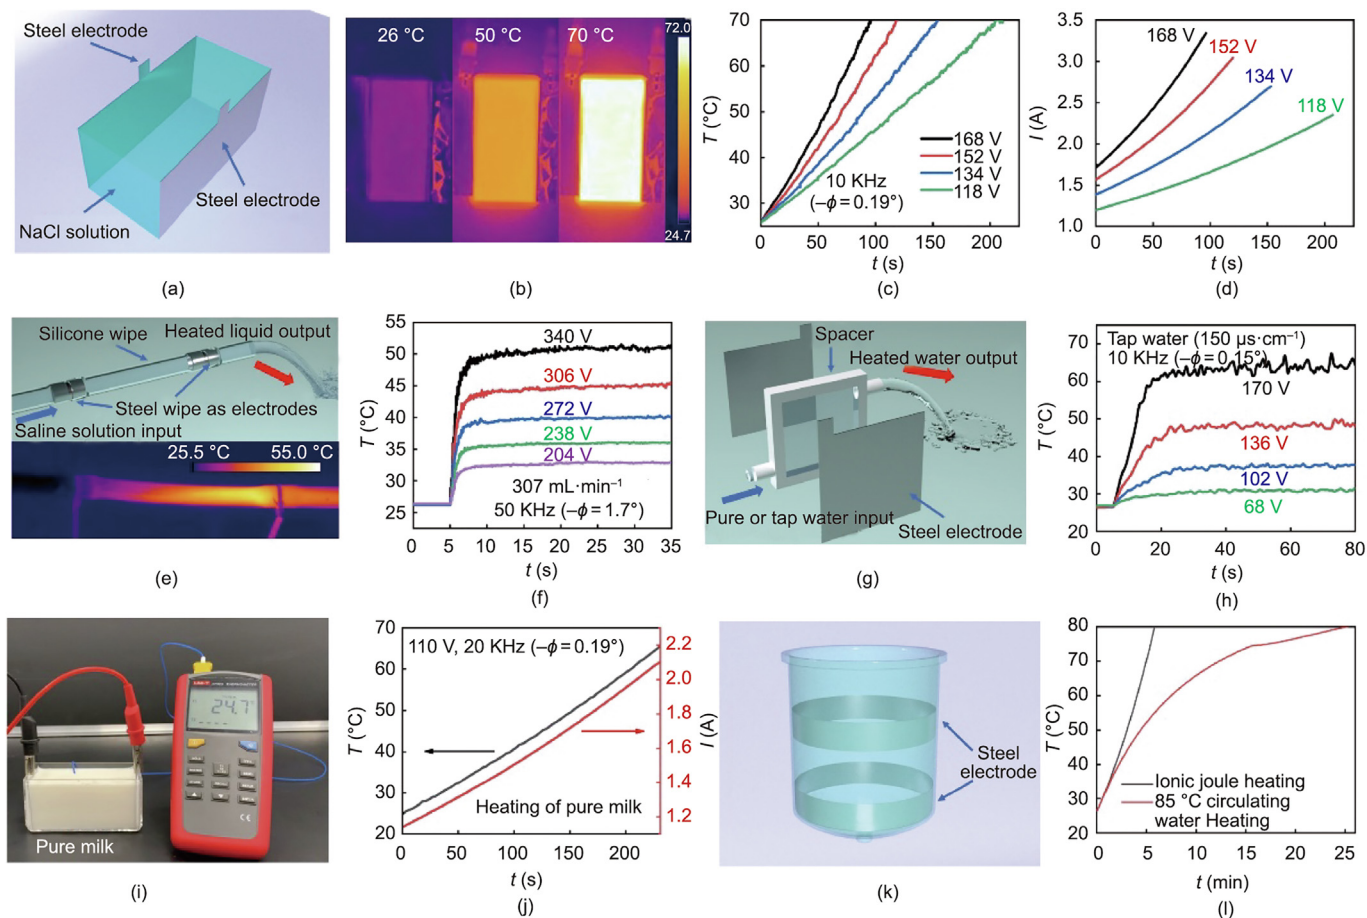 Steel electrode
Steel electrode
NaCl solution
(a)
26 °C
50 °C
70 °C
72.0
24.7
(b)
70
60
50
40
30
T (°C)
168 V
152 V
134 V
118 V
10 KHz
(−ϕ = 0.19°)
0
50
100
150
200
t (s)
(c)
3.5
3.0
2.5
2.0
1.5
1.0
I (A)
168 V
152 V
134 V
118 V
0
50
100
150
200
t (s)
(d)
Silicone wipe
Heated liquid output
Steel wipe as electrodes
Saline solution input
25.5 °C
55.0 °C
(e)
55
50
45
40
35
30
25
T (°C)
340 V
306 V
272 V
238 V
204 V
307 mL·min⁻¹
50 KHz (−ϕ = 1.7°)
0
5
10
15
20
25
30
35
t (s)
(f)
Spacer
Heated water output
Pure or tap water input
Steel electrode
(g)
70
60
50
40
30
20
T (°C)
Tap water (150 µs·cm⁻¹)
10 KHz (−ϕ = 0.15°)
170 V
136 V
102 V
68 V
0
20
40
60
80
t (s)
(h)
24.7
Pure milk
(i)
70
60
50
40
30
20
T (°C)
110 V, 20 KHz (−ϕ = 0.19°)
Heating of pure milk
2.2
2.0
1.8
1.6
1.4
1.2
I (A)
0
50
100
150
200
t (s)
(j)
Steel
electrode
(k)
80
70
60
50
40
30
20
T (°C)
Ionic joule heating
85 °C circulating
water Heating
0
5
10
15
20
25
t (min)
(l)